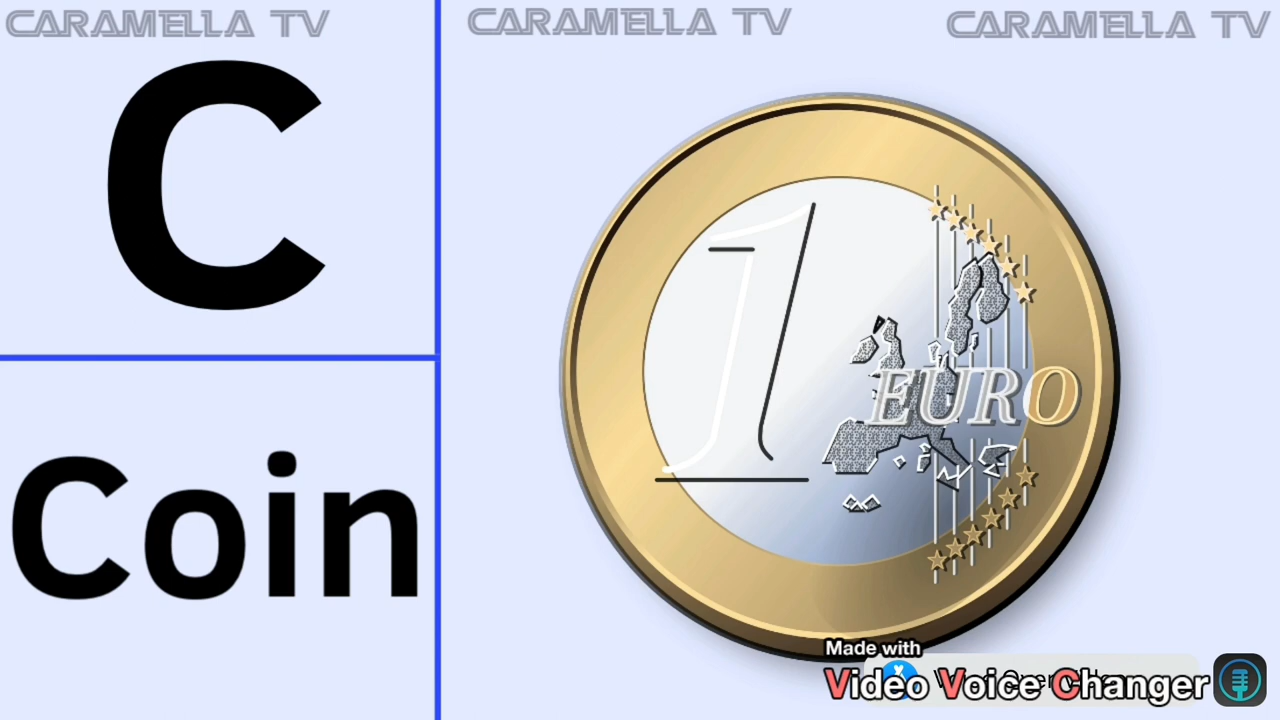 CARAMELLA TV
CARAMELLA TV
CARAMELLA TV
C
Coin
1
EURO
Made with
Video Voice Changer